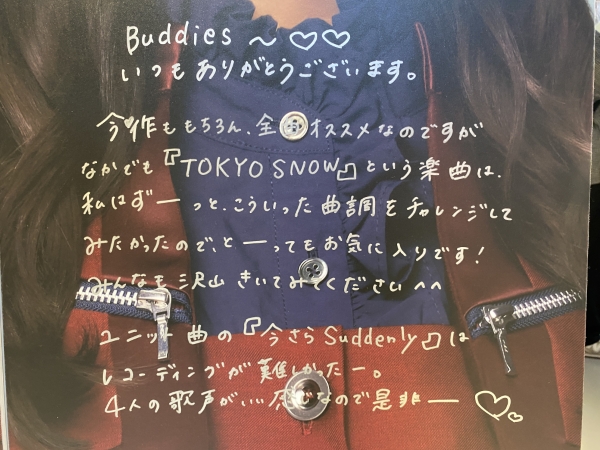 Buddies 〜 ♡♡
いつもありがとうございます。
今作ももちろん、全曲オススメなのですが
なかでも『TOKYO SNOW』という楽曲は、
私はずーっと、こういった曲調をチャレンジして
みたかったので、とーってもお気に入りです!
みんなも沢山きいてみてください^^
ユニット曲の『今さらSuddenly』は
レコーディングが難しかったー。
4人の歌声がいい感じなので是非ー♡